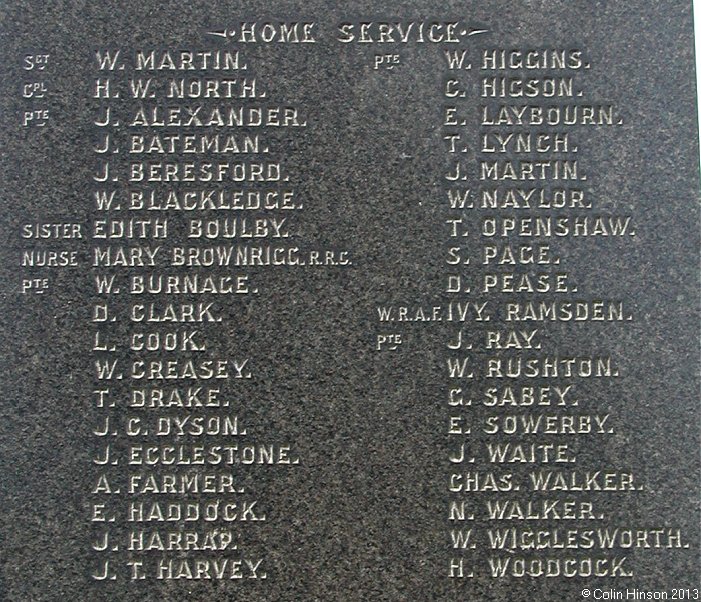 HOME SERVICE
SGT W. MARTIN.
CPL H. W. NORTH.
PTE J. ALEXANDER.
J. BATEMAN.
J. BERESFORD.
W. BLACKLEDGE.
SISTER EDITH BOULBY.
NURSE MARY BROWNRIGG. R.R.C.
PTE W. BURNAGE.
D. CLARK.
L. COOK.
W. CREASEY.
T. DRAKE.
J. C. DYSON.
J. ECCLESTONE.
A. FARMER.
E. HADDOCK.
J. HARRAP.
J. T. HARVEY.
PTE W. HIGGINS.
G. HIGSON.
E. LAYBOURN.
T. LYNCH.
J. MARTIN.
W. NAYLOR.
T. OPENSHAW.
S. PAGE.
D. PEASE.
W.R.A.F. IVY. RAMSDEN.
PTE J. RAY.
W. RUSHTON.
G. SABEY.
E. SOWERBY.
J. WAITE.
CHAS. WALKER.
N. WALKER.
W. WIGGLESWORTH.
H. WOODCOCK.
© Colin Hinson 2013